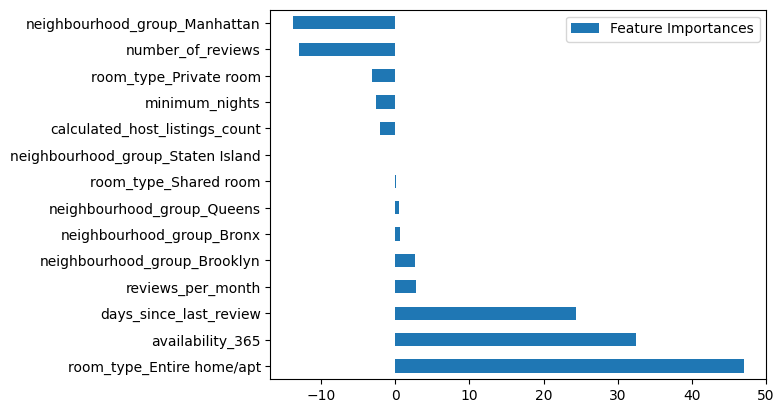 neighbourhood_group_Manhattan
Feature Importances
number_of_reviews
room_type_Private room
minimum_nights
calculated_host_listings_count
neighbourhood_group_Staten Island
room_type_Shared room
neighbourhood_group_Queens
neighbourhood_group_Bronx
neighbourhood_group_Brooklyn
reviews_per_month
days_since_last_review
availability_365
room_type_Entire home/apt
−10 0 10 20 30 40 50